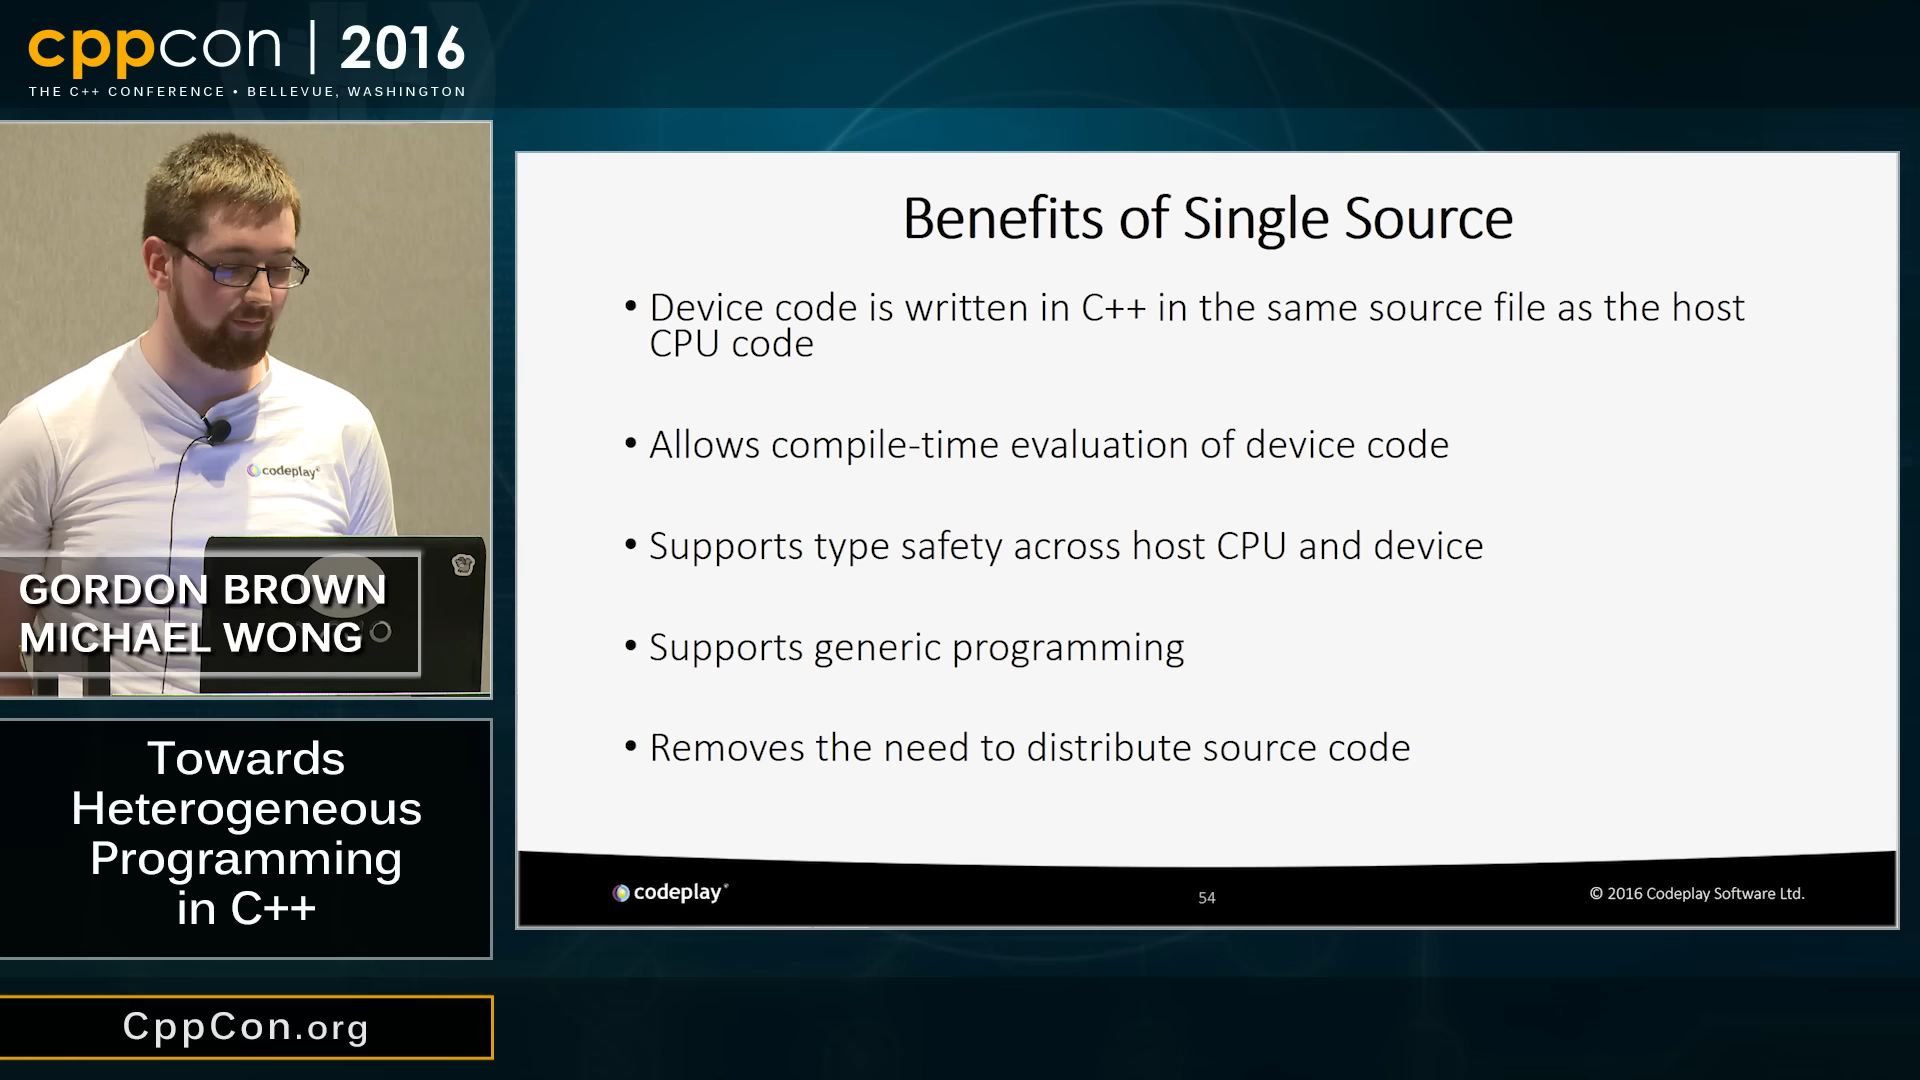 cppcon | 2016
THE C++ CONFERENCE • BELLEVUE, WASHINGTON
codeplay®
GORDON BROWN
MICHAEL WONG
Towards
Heterogeneous
Programming
in C++
CppCon.org
Benefits of Single Source
• Device code is written in C++ in the same source file as the host
CPU code
• Allows compile-time evaluation of device code
• Supports type safety across host CPU and device
• Supports generic programming
• Removes the need to distribute source code
codeplay®
54
© 2016 Codeplay Software Ltd.